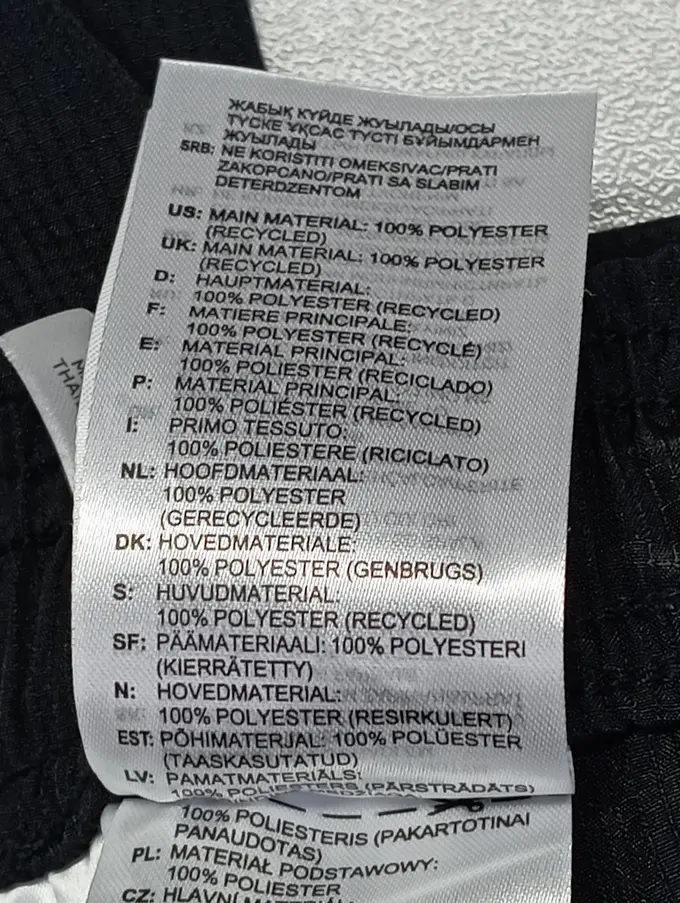 ЖАБЫҚ КҮЙДЕ ЖУЫЛАДЫ/ОСЫ
ТҮСКЕ ҰҚСАС ТҮСТІ БҰЙЫМДАРМЕН
ЖУЫЛАДЫ
SRB: NE KORISTITI OMEKSIVAC/PRATI
ZAKOPCANO/PRATI SA SLABIM
DETERDZENTOM
US: MAIN MATERIAL: 100% POLYESTER
(RECYCLED)
UK: MAIN MATERIAL: 100% POLYESTER
(RECYCLED)
D: HAUPTMATERIAL:
100% POLYESTER (RECYCLED)
F: MATIERE PRINCIPALE:
100% POLYESTER (RECYCLÉ)
E: MATERIAL PRINCIPAL:
100% POLIESTER (RECICLADO)
P: MATERIAL PRINCIPAL:
100% POLIÉSTER (RECYCLED)
I: PRIMO TESSUTO:
100% POLIESTERE (RICICLATO)
NL: HOOFDMATERIAAL:
100% POLYESTER
(GERECYCLEERDE)
DK: HOVEDMATERIALE:
100% POLYESTER (GENBRUGS)
S: HUVUDMATERIAL:
100% POLYESTER (RECYCLED)
SF: PÄÄMATERIAALI: 100% POLYESTERI
(KIERRÄTETTY)
N: HOVEDMATERIAL:
100% POLYESTER (RESIRKULERT)
EST: PÕHIMATERJAL: 100% POLÜESTER
(TAASKASUTATUD)
LV: PAMATMATERIĀLS:
100% POLIESTERS (PĀRSTRĀDĀTS)
100% POLIESTERIS (PAKARTOTINAI
PANAUDOTAS)
PL: MATERIAŁ PODSTAWOWY:
100% POLIESTER
CZ: HLAVNÍ MATERIÁL: